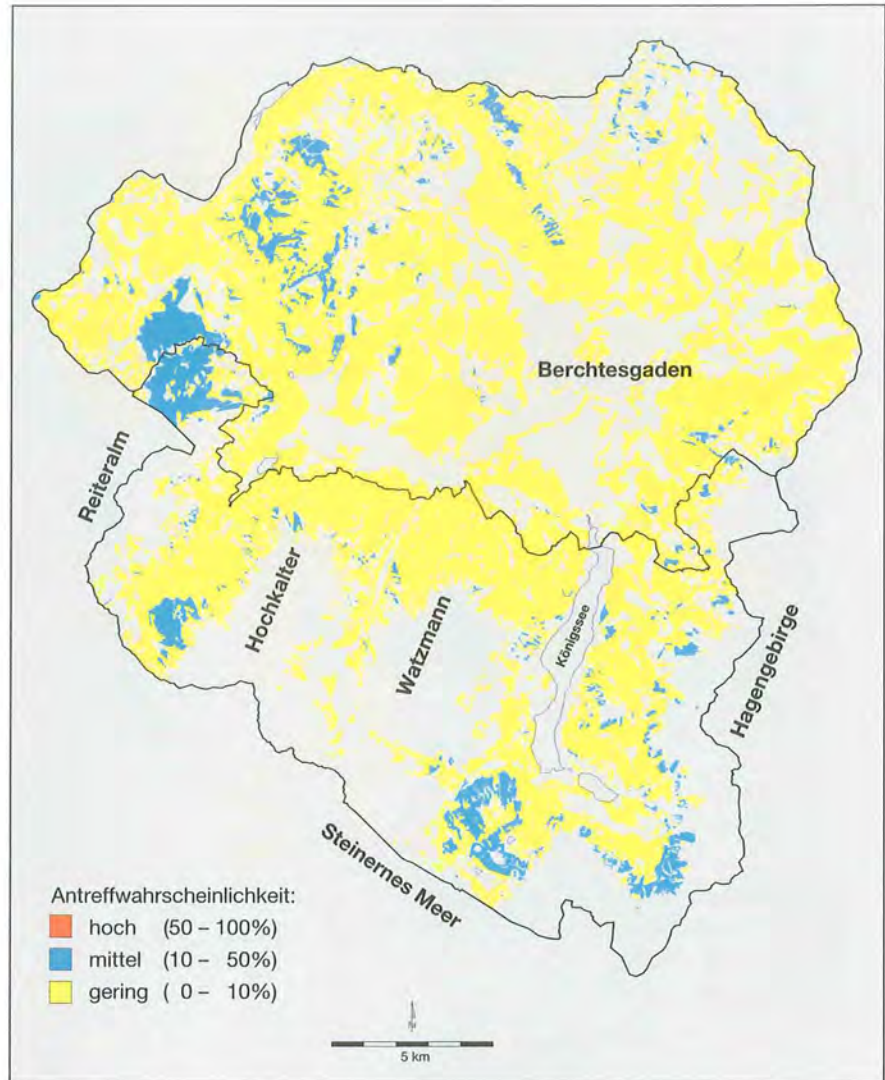 Berchtesgaden
Reiteralm
Hochkalter
Watzmann
Königssee
Hagengebirge
Steinernes Meer
Antreffwahrscheinlichkeit:
hoch (50 – 100%)
mittel (10 – 50%)
gering ( 0 – 10%)
5 km